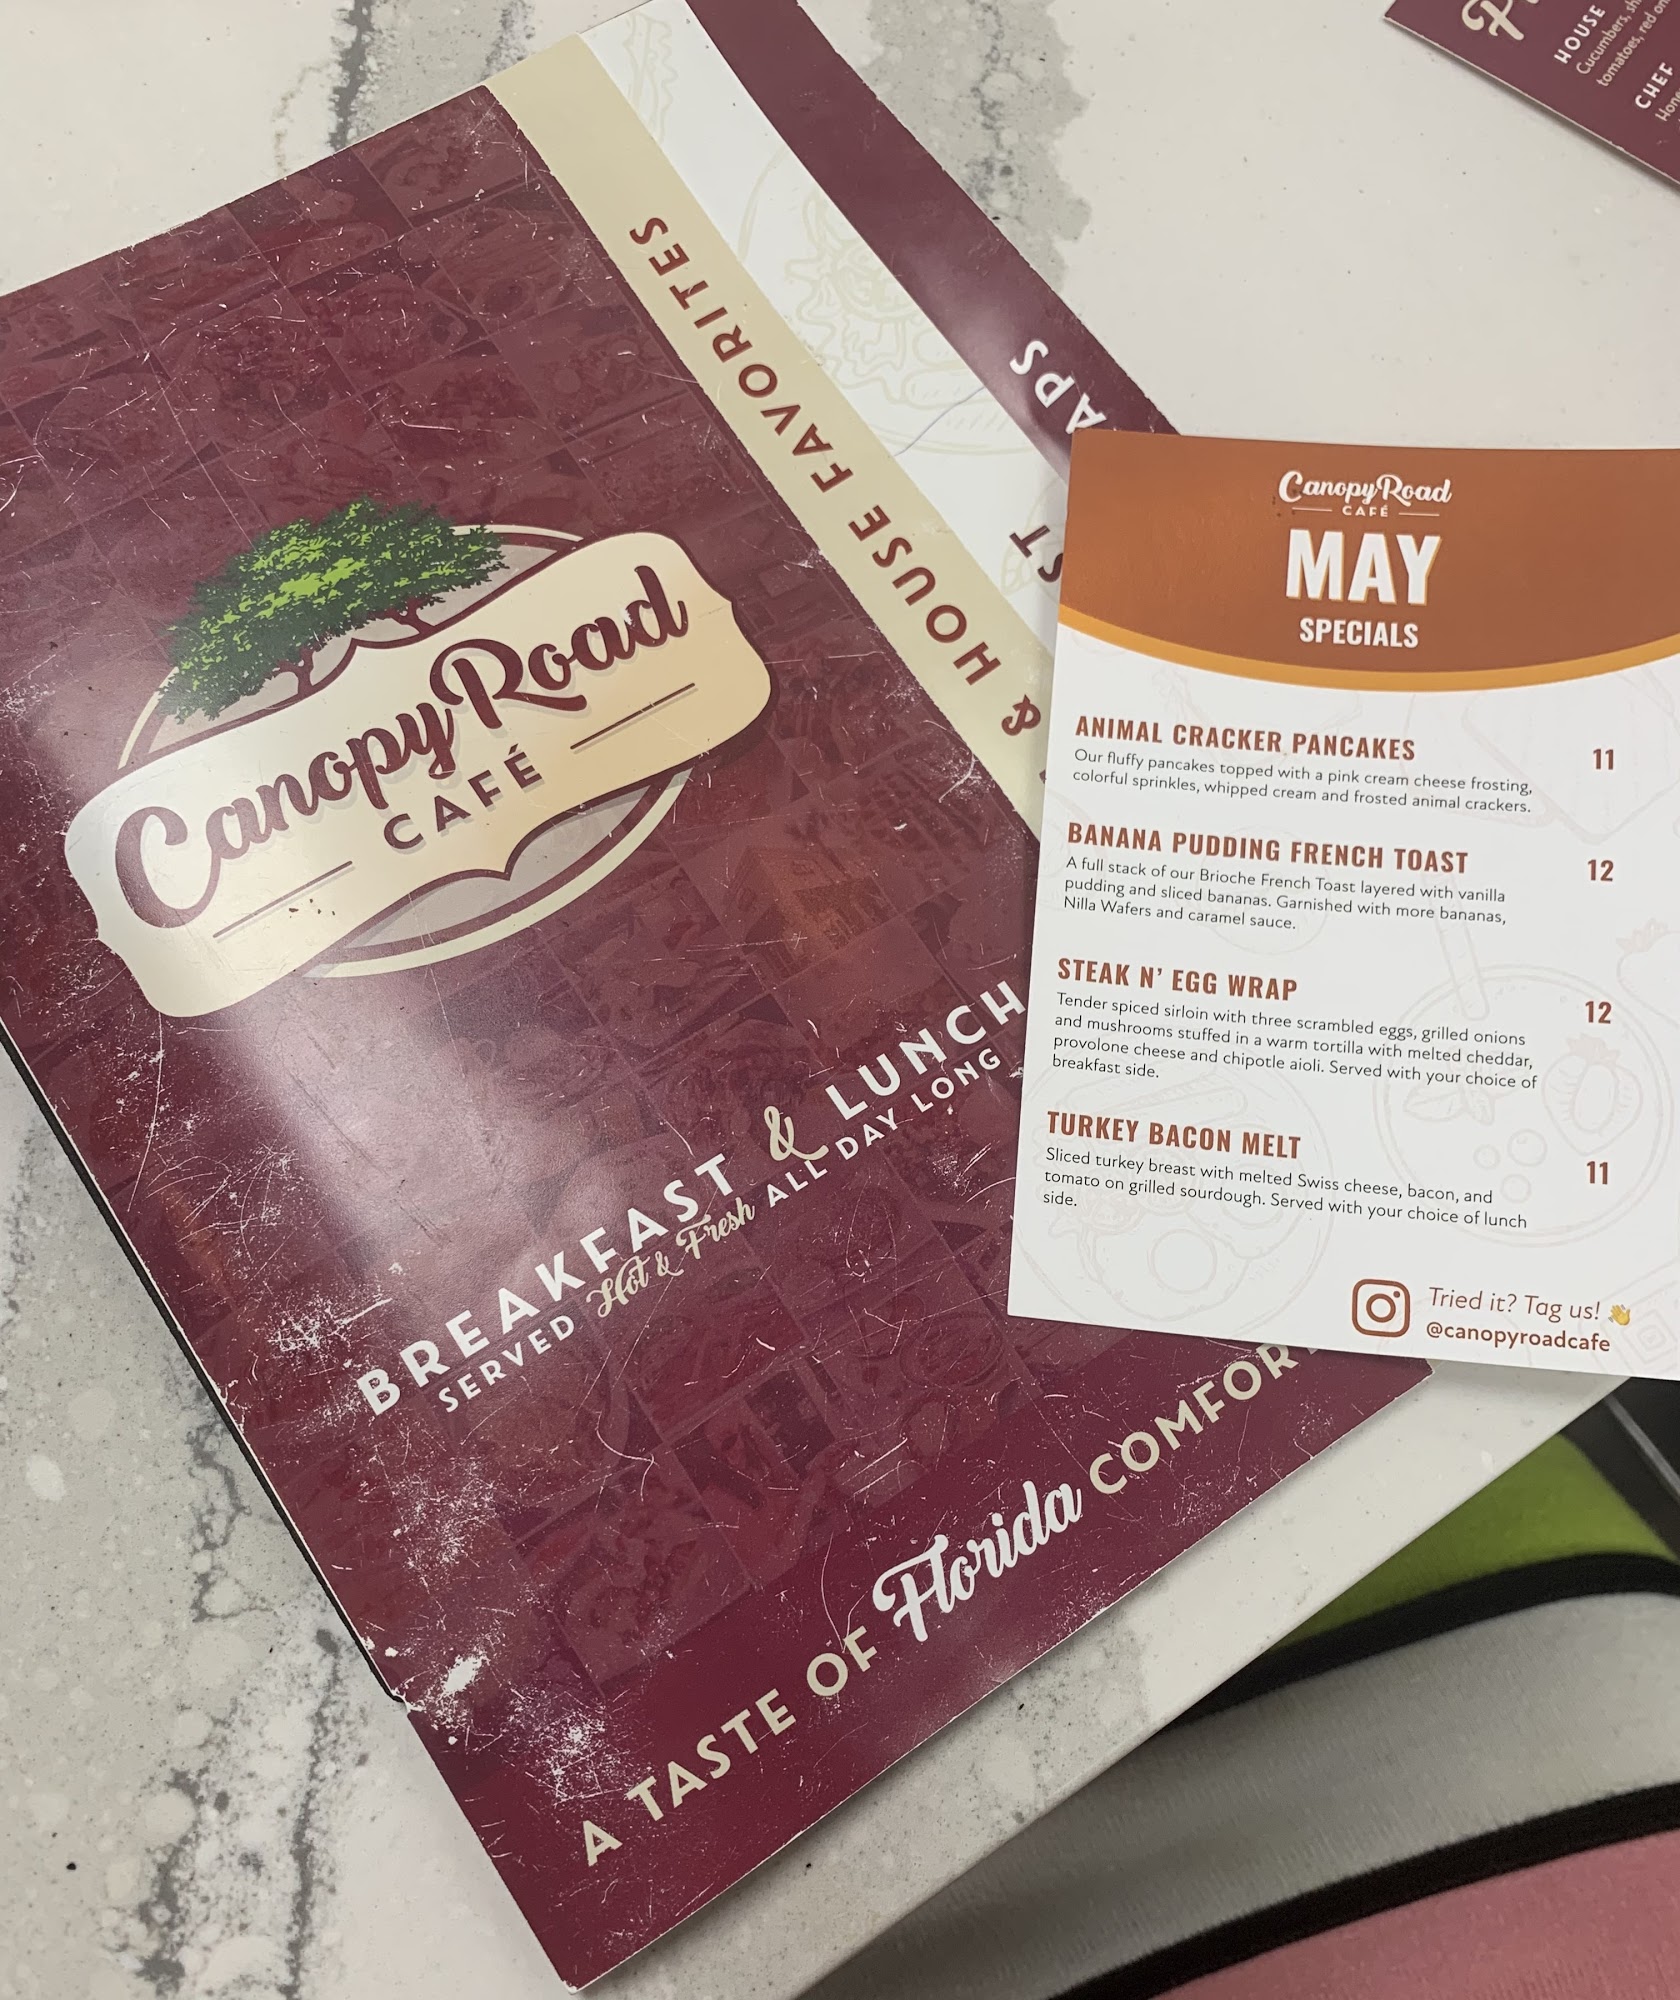 Canopy Road
CAFÉ
BREAKFAST & LUNCH
SERVED Hot & Fresh ALL DAY LONG
A TASTE OF Florida
& HOUSE FAVORITES
Canopy Road
CAFÉ
MAY
SPECIALS
ANIMAL CRACKER PANCAKES 11
Our fluffy pancakes topped with a pink cream cheese frosting,
colorful sprinkles, whipped cream and frosted animal crackers.
BANANA PUDDING FRENCH TOAST 12
A full stack of our Brioche French Toast layered with vanilla
pudding and sliced bananas. Garnished with more bananas,
Nilla Wafers and caramel sauce.
STEAK N' EGG WRAP 12
Tender spiced sirloin with three scrambled eggs, grilled onions
and mushrooms stuffed in a warm tortilla with melted cheddar,
provolone cheese and chipotle aioli. Served with your choice of
breakfast side.
TURKEY BACON MELT 11
Sliced turkey breast with melted Swiss cheese, bacon, and
tomato on grilled sourdough. Served with your choice of lunch
side.
Tried it? Tag us! 👋
@canopyroadcafe
HOUSE
Cucumbers,
tomatoes, red
CHEF